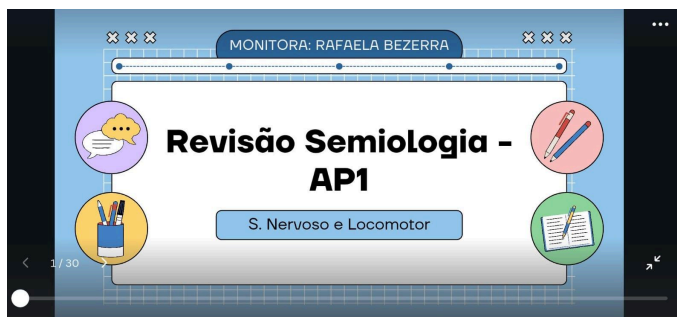 MONITORA: RAFAELA BEZERRA
Revisão Semiologia -
AP1
S. Nervoso e Locomotor
1 / 30